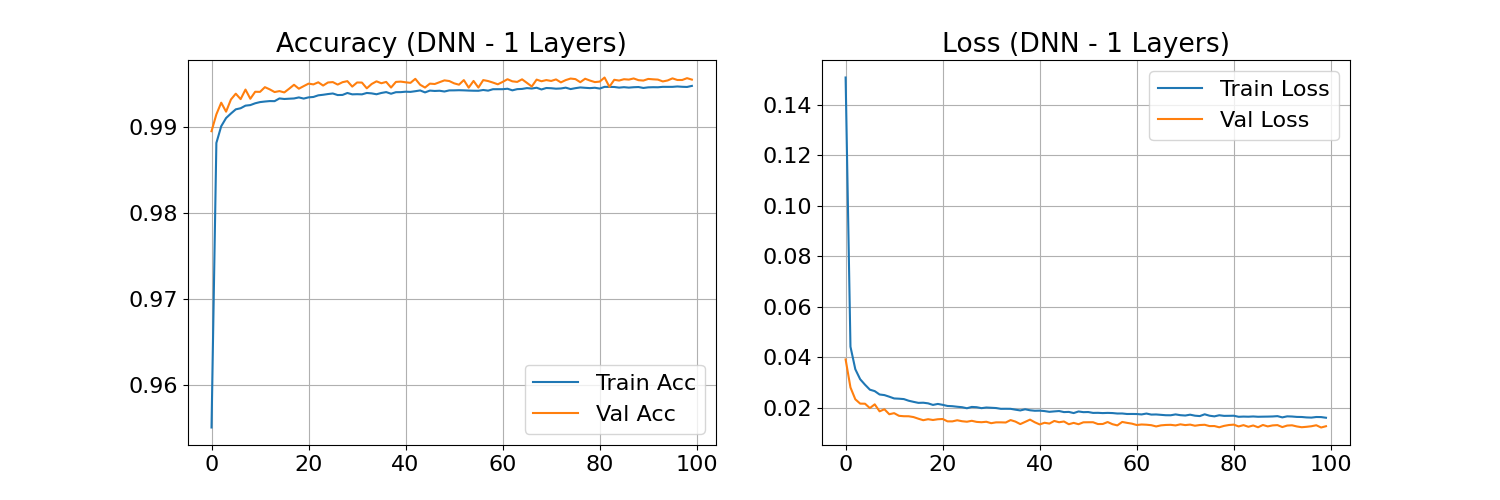 Accuracy (DNN - 1 Layers)
0.99
0.98
0.97
0.96
Train Acc
Val Acc
0 20 40 60 80 100
Loss (DNN - 1 Layers)
0.14
0.12
0.10
0.08
0.06
0.04
0.02
Train Loss
Val Loss
0 20 40 60 80 100